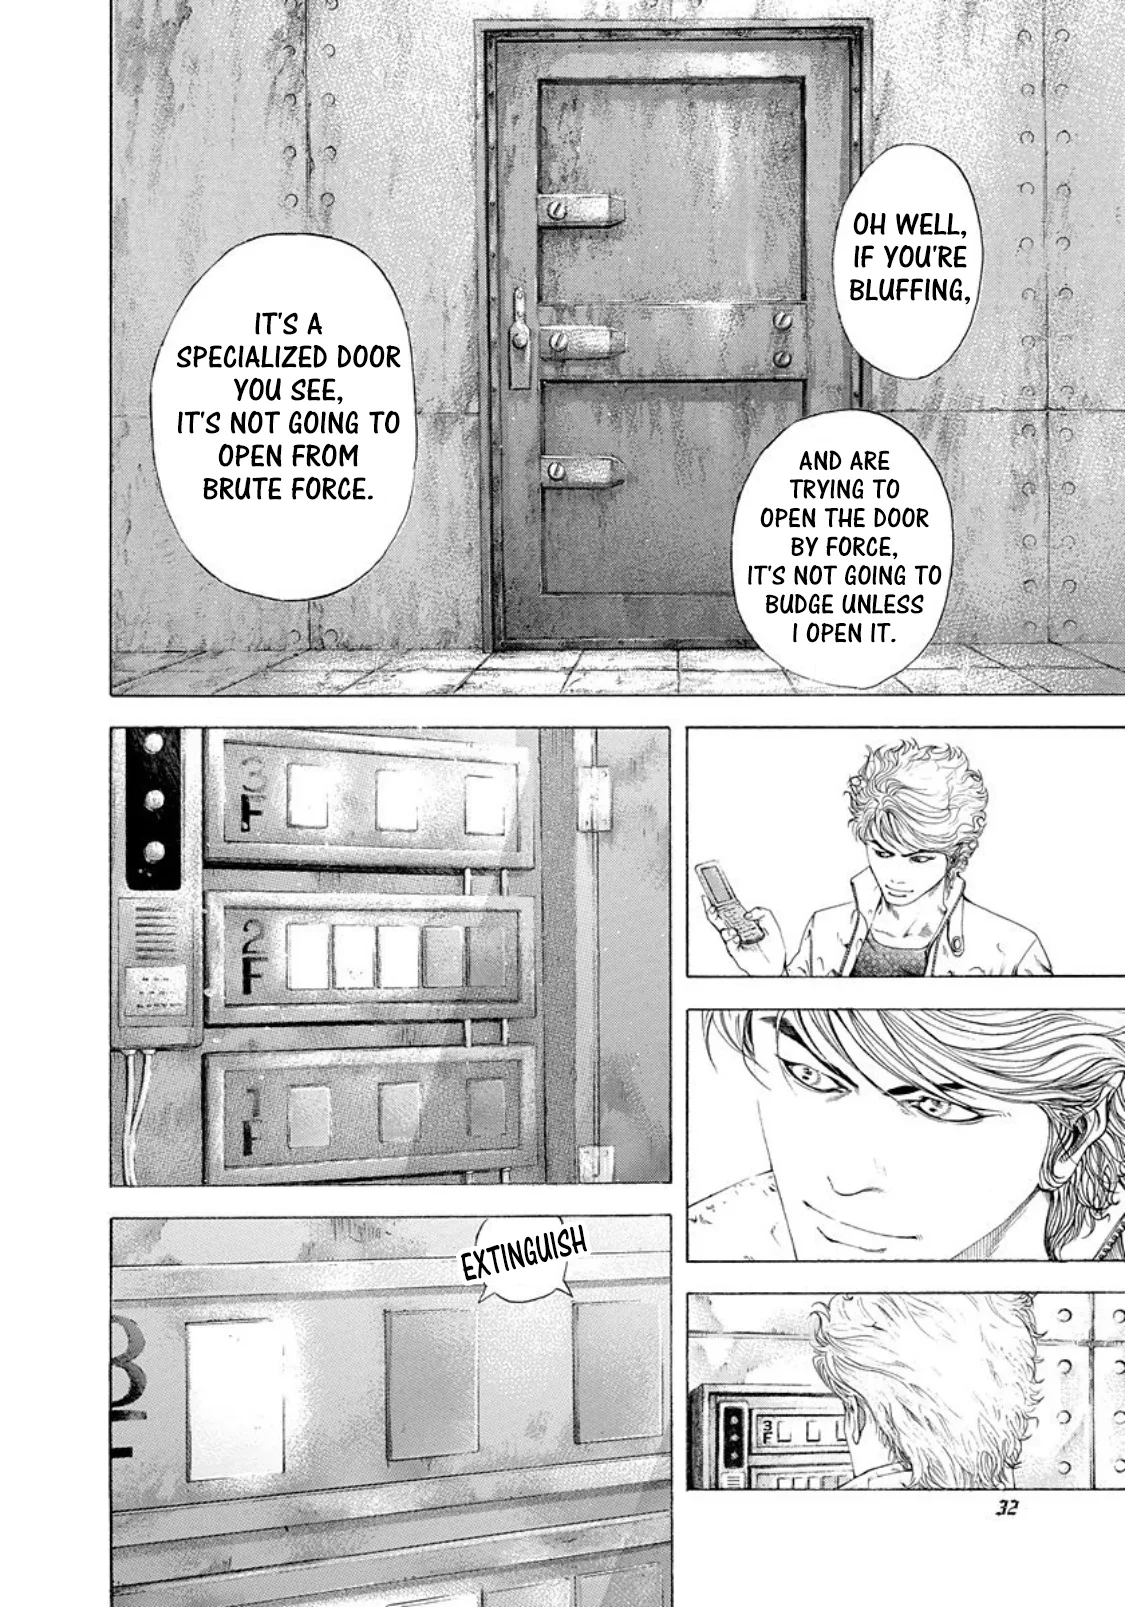 OH WELL,
IF YOU'RE
BLUFFING,
AND ARE
TRYING TO
OPEN THE DOOR
BY FORCE,
IT'S NOT GOING TO
BUDGE UNLESS
I OPEN IT.
IT'S A
SPECIALIZED DOOR
YOU SEE,
IT'S NOT GOING TO
OPEN FROM
BRUTE FORCE.
3F
2F
1F
3F
EXTINGUISH
3F
32